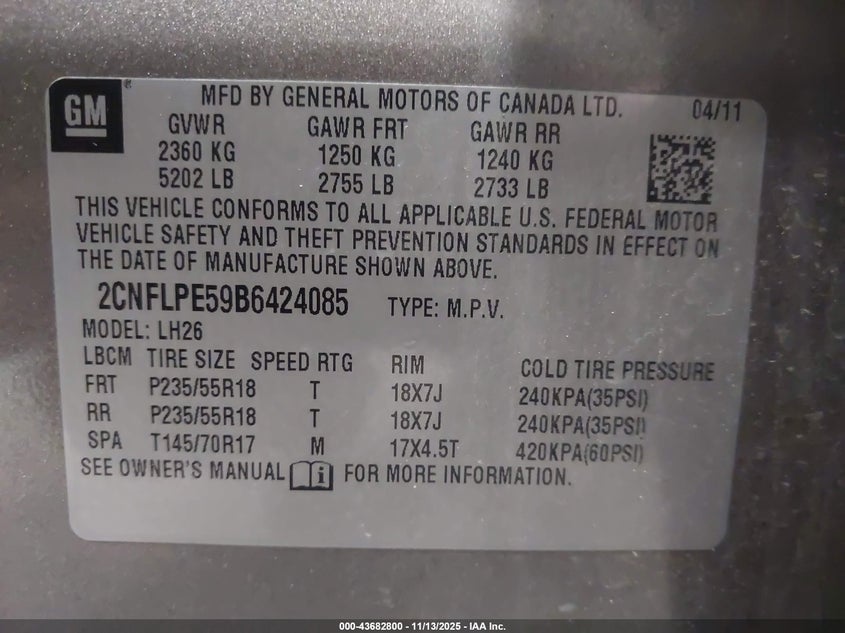 GM ® MFD BY GENERAL MOTORS OF CANADA LTD. 04/11
GVWR GAWR FRT GAWR RR
2360 KG 1250 KG 1240 KG
5202 LB 2755 LB 2733 LB
THIS VEHICLE CONFORMS TO ALL APPLICABLE U.S. FEDERAL MOTOR
VEHICLE SAFETY AND THEFT PREVENTION STANDARDS IN EFFECT ON
THE DATE OF MANUFACTURE SHOWN ABOVE.
2CNFLPE59B6424085 TYPE: M.P.V.
MODEL: LH26
LBCM TIRE SIZE SPEED RTG RIM COLD TIRE PRESSURE
FRT P235/55R18 T 18X7J 240KPA(35PSI)
RR P235/55R18 T 18X7J 240KPA(35PSI)
SPA T145/70R17 M 17X4.5T 420KPA(60PSI)
SEE OWNER'S MANUAL FOR MORE INFORMATION.
000-43682800 - 11/13/2025 - IAA Inc.